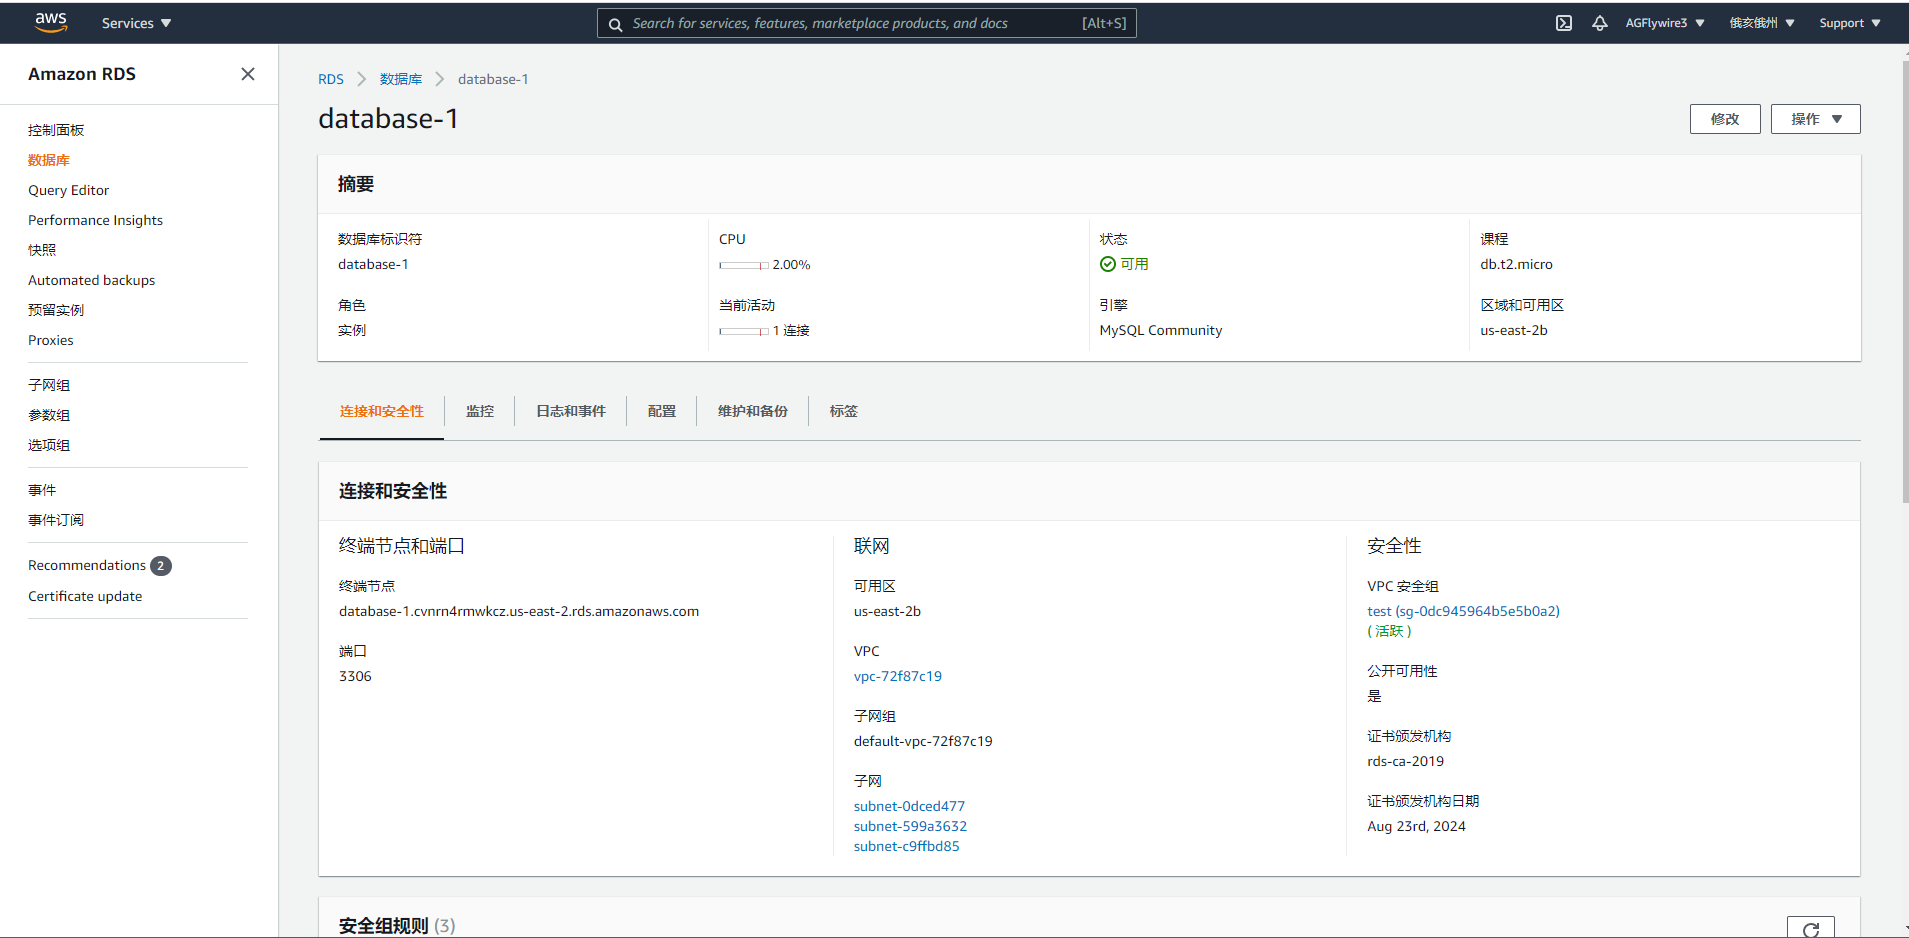 aws
Services
Search for services, features, marketplace products, and docs [Alt+S]
AGFlywire3
俄亥俄州
Support
Amazon RDS
控制面板
数据库
Query Editor
Performance Insights
快照
Automated backups
预留实例
Proxies
子网组
参数组
选项组
事件
事件订阅
Recommendations 2
Certificate update
RDS 数据库 database-1
database-1
修改
操作
摘要
数据库标识符
database-1
角色
实例
CPU
2.00%
当前活动
1 连接
状态
可用
引擎
MySQL Community
课程
db.t2.micro
区域和可用区
us-east-2b
连接和安全性 监控 日志和事件 配置 维护和备份 标签
连接和安全性
终端节点和端口
终端节点
database-1.cvnrn4rmwkcz.us-east-2.rds.amazonaws.com
端口
3306
联网
可用区
us-east-2b
VPC
vpc-72f87c19
子网组
default-vpc-72f87c19
子网
subnet-0dced477
subnet-599a3632
subnet-c9ffbd85
安全性
VPC 安全组
test (sg-0dc945964b5e5b0a2)
( 活跃 )
公开可用性
是
证书颁发机构
rds-ca-2019
证书颁发机构日期
Aug 23rd, 2024
安全组规则 (3)